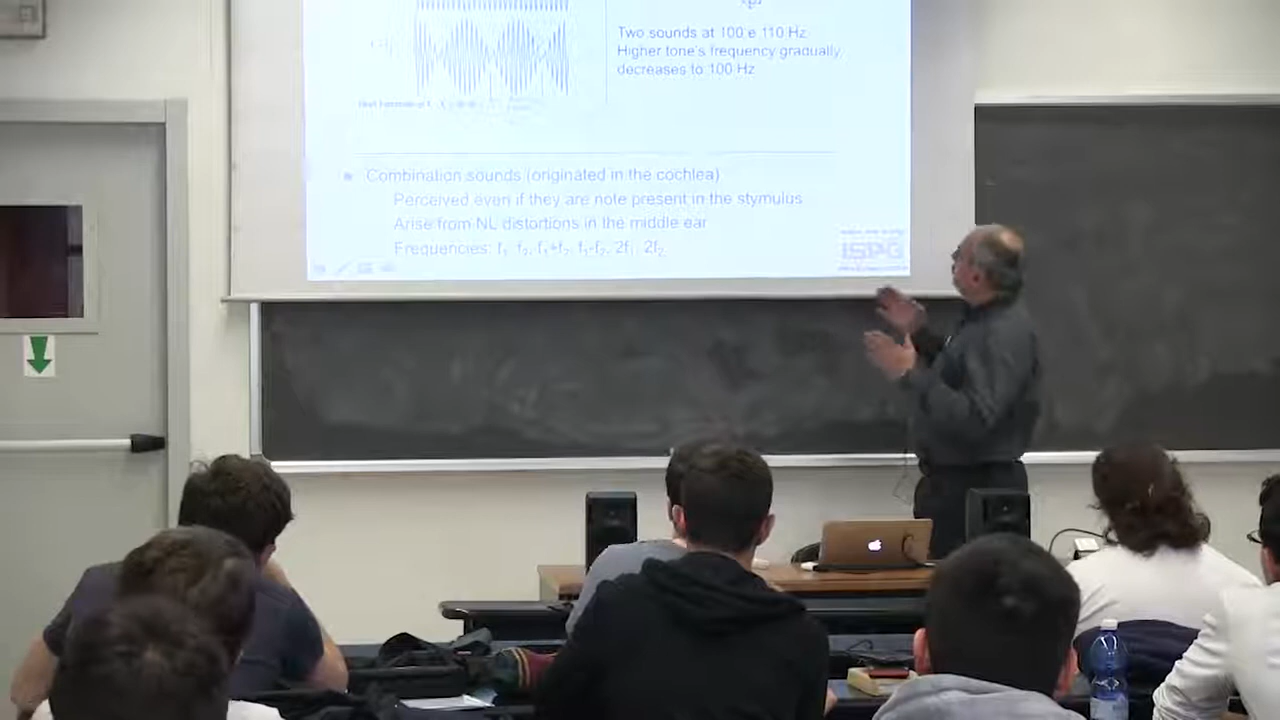 Two sounds at 100 e 110 Hz
Higher tone's frequency gradually,
decreases to 100 Hz
Combination sounds (originated in the cochlea)
Perceived even if they are note present in the stymulus
Arise from NL distortions in the middle ear
Frequencies: f₁, f₂, f₁+f₂, f₁-f₂, 2f₁, 2f₂
ISPG